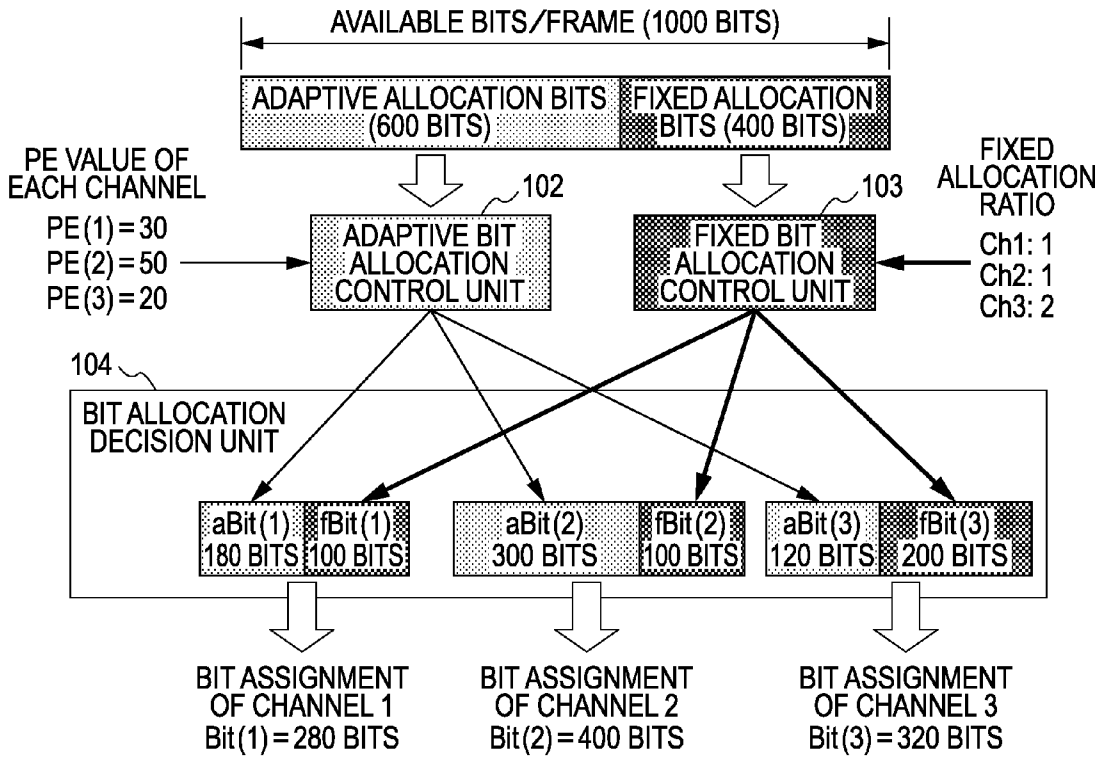 AVAILABLE BITS/FRAME (1000 BITS)
ADAPTIVE ALLOCATION BITS
(600 BITS)
FIXED ALLOCATION
BITS (400 BITS)
PE VALUE OF
EACH CHANNEL
PE(1)=30
PE(2)=50
PE(3)=20
102
ADAPTIVE BIT
ALLOCATION
CONTROL UNIT
103
FIXED BIT
ALLOCATION
CONTROL UNIT
FIXED
ALLOCATION
RATIO
Ch1: 1
Ch2: 1
Ch3: 2
104
BIT ALLOCATION
DECISION UNIT
aBit(1)
180 BITS
fBit(1)
100 BITS
aBit(2)
300 BITS
fBit(2)
100 BITS
aBit(3)
120 BITS
fBit(3)
200 BITS
BIT ASSIGNMENT
OF CHANNEL 1
Bit(1)=280 BITS
BIT ASSIGNMENT
OF CHANNEL 2
Bit(2)=400 BITS
BIT ASSIGNMENT
OF CHANNEL 3
Bit(3)=320 BITS